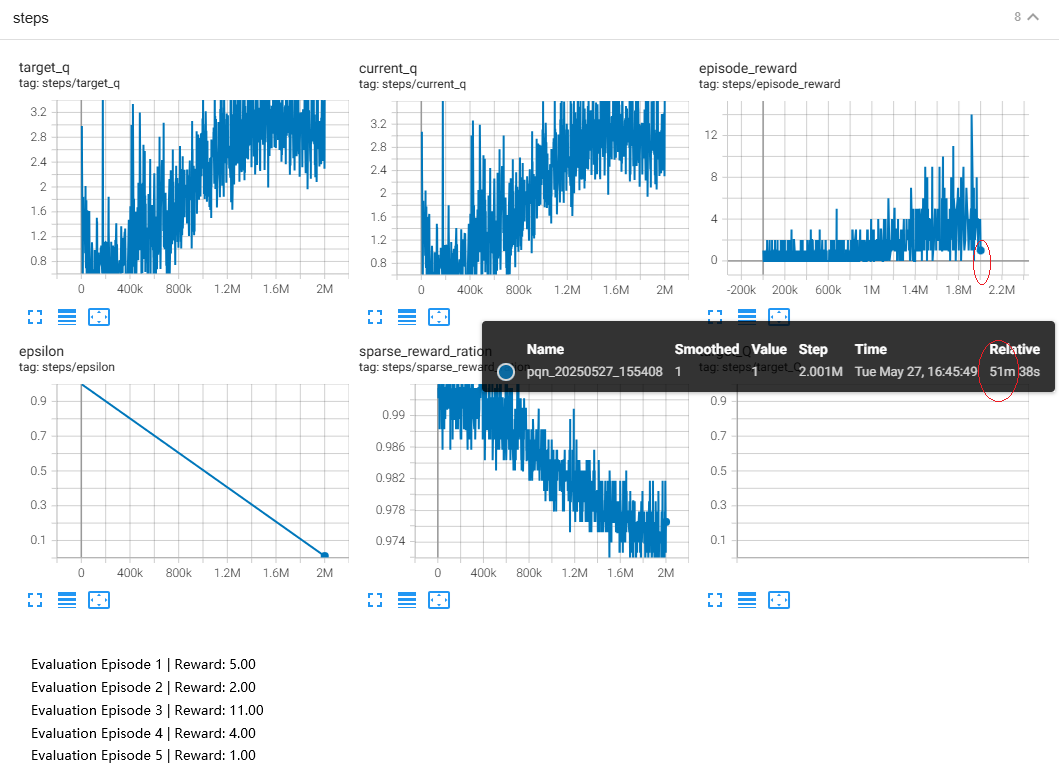 steps
8
target_q
tag: steps/target_q
3.2
2.8
2.4
2
1.6
1.2
0.8
0 400k 800k 1.2M 1.6M 2M
current_q
tag: steps/current_q
3.2
2.8
2.4
2
1.6
1.2
0.8
0 400k 800k 1.2M 1.6M 2M
episode_reward
tag: steps/episode_reward
12
8
4
0
-200k 200k 600k 1M 1.4M 1.8M 2.2M
Name Smoothed Value Step Time Relative
pqn_20250527_155408 1 1 2.001M Tue May 27, 16:45:49 51m 38s
epsilon
tag: steps/epsilon
0.9
0.7
0.5
0.3
0.1
0 400k 800k 1.2M 1.6M 2M
sparse_reward_ration
tag: steps/sparse_reward_ration
0.99
0.986
0.982
0.978
0.974
0 400k 800k 1.2M 1.6M 2M
target_Q
tag: steps/target_Q
0.9
0.7
0.5
0.3
0.1
Evaluation Episode 1 | Reward: 5.00
Evaluation Episode 2 | Reward: 2.00
Evaluation Episode 3 | Reward: 11.00
Evaluation Episode 4 | Reward: 4.00
Evaluation Episode 5 | Reward: 1.00